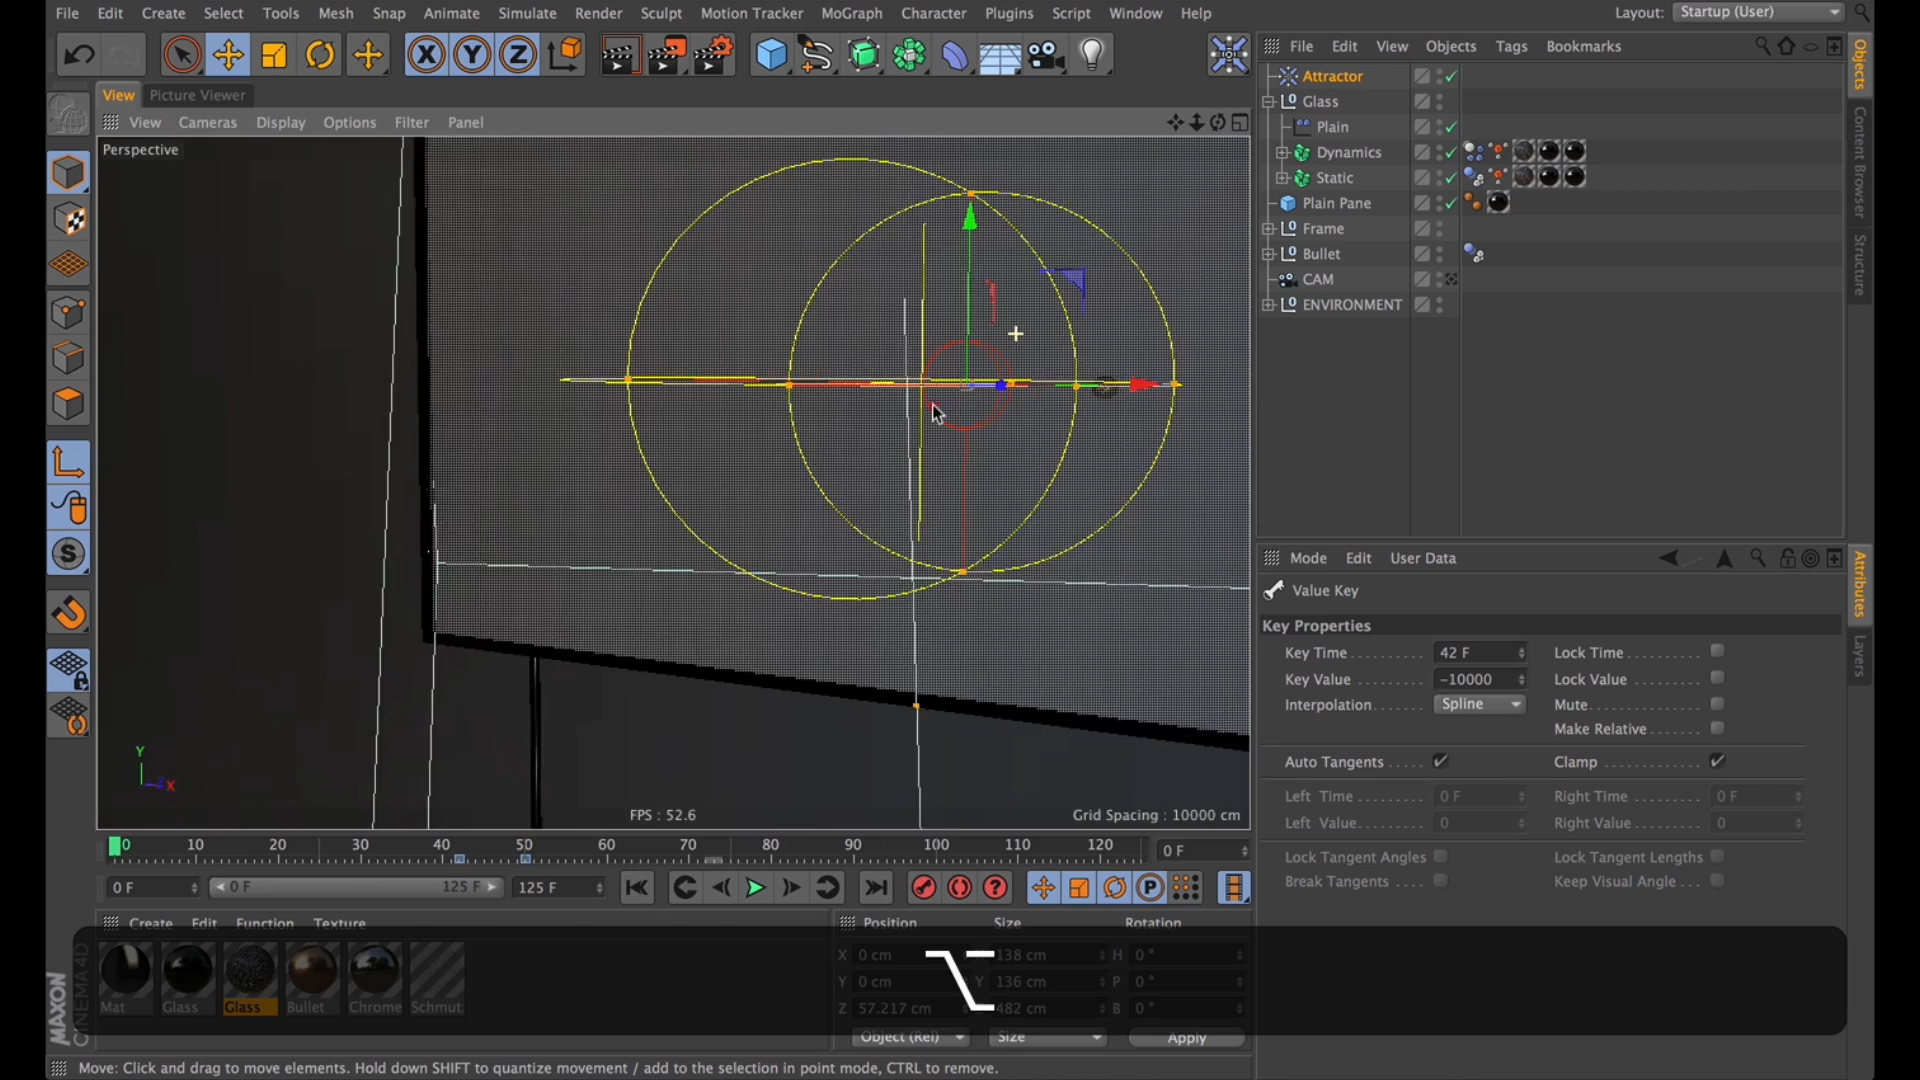 File Edit Create Select Tools Mesh Snap Animate Simulate Render Sculpt Motion Tracker MoGraph Character Plugins Script Window Help Layout: Startup (User)
X Y Z
File Edit View Objects Tags Bookmarks
View Picture Viewer
View Cameras Display Options Filter Panel
Perspective
Attractor
Glass
Plain
Dynamics
Static
Plain Pane
Frame
Bullet
CAM
ENVIRONMENT
Objects
Content Browser
Structure
Mode Edit User Data
Value Key
Key Properties
Key Time 42 F Lock Time
Key Value -10000 Lock Value
Interpolation Spline Mute
Make Relative
Auto Tangents Clamp
Left Time 0 F Right Time 0 F
Left Value 0 Right Value 0
Lock Tangent Angles Lock Tangent Lengths
Break Tangents Keep Visual Angle
Attributes
Layers
Y
Z X
FPS : 52.6
Grid Spacing : 10000 cm
0 10 20 30 40 50 60 70 80 90 100 110 120 0 F
0 F 0 F 125 F 125 F
Create Edit Function Texture
Position Size Rotation
X 0 cm 138 cm H 0 °
Y 0 cm Y 136 cm P 0 °
Z 57.217 cm 482 cm B 0 °
Object (Rel) Size Apply
Mat Glass Glass Bullet Chrome Schmut
MAXON
CINEMA 4D
Move: Click and drag to move elements. Hold down SHIFT to quantize movement / add to the selection in point mode, CTRL to remove.